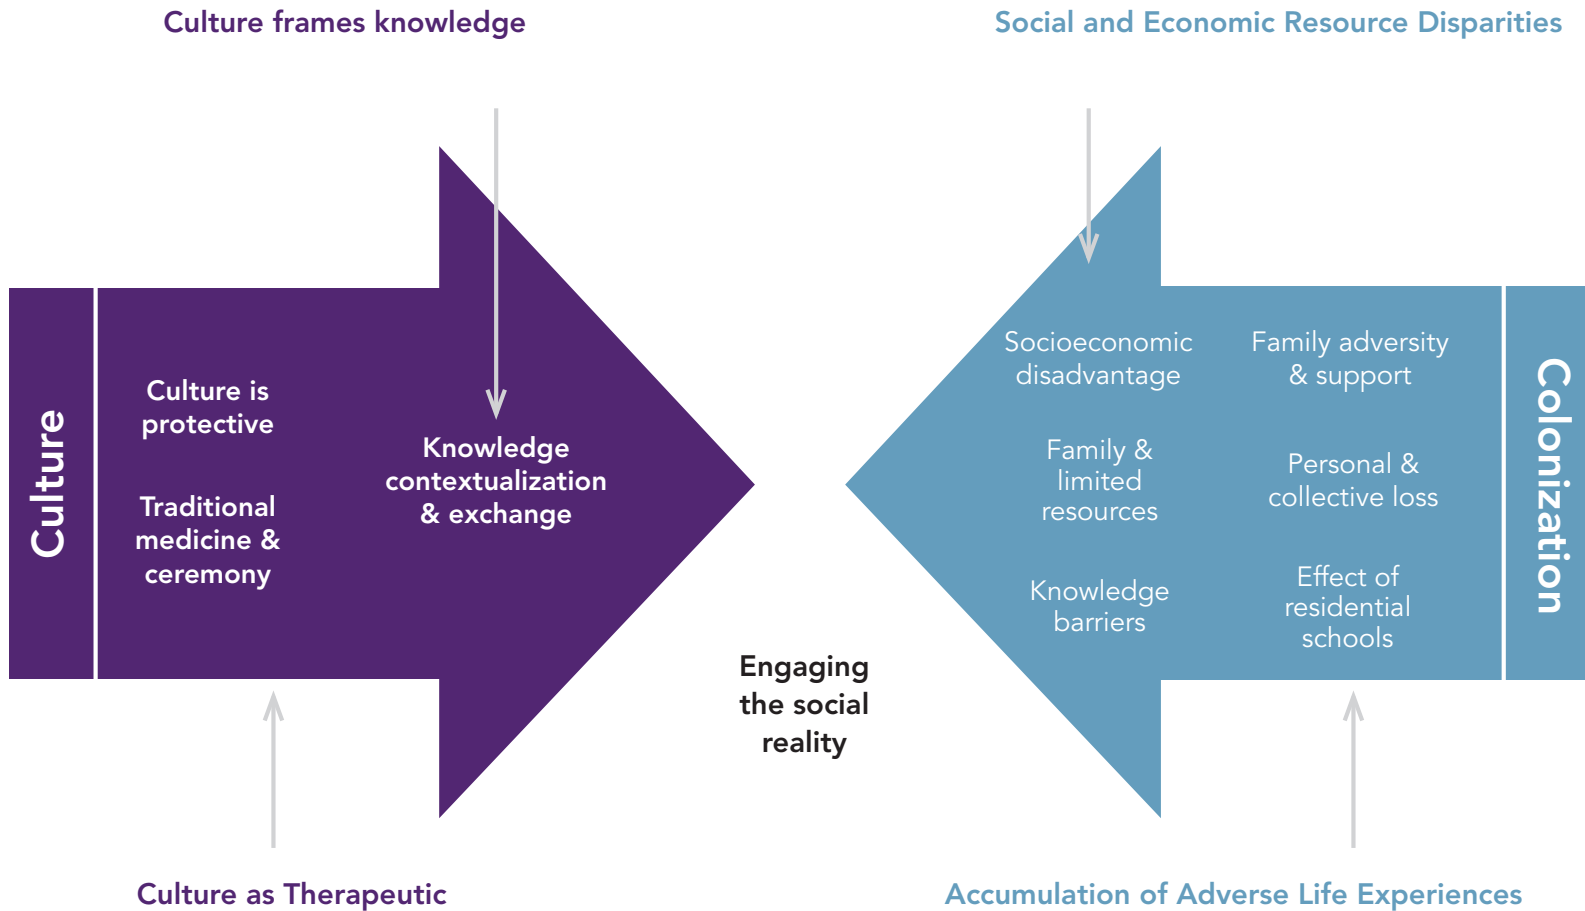 Culture frames knowledge
Social and Economic Resource Disparities
Culture
Culture is
protective
Traditional
medicine &
ceremony
Knowledge
contextualization
& exchange
Engaging
the social
reality
Socioeconomic
disadvantage
Family &
limited
resources
Knowledge
barriers
Family adversity
& support
Personal &
collective loss
Effect of
residential
schools
Colonization
Culture as Therapeutic
Accumulation of Adverse Life Experiences